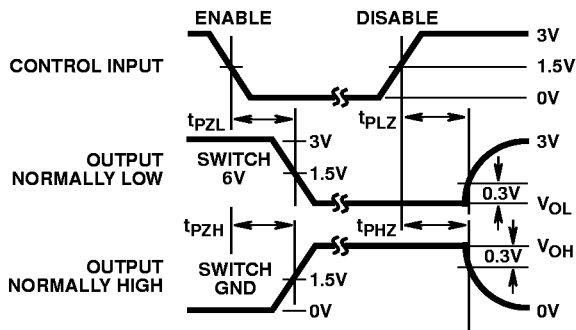 ENABLE DISABLE
CONTROL INPUT
3V
1.5V
0V
tPZL tPLZ
OUTPUT
NORMALLY LOW
SWITCH
6V
3V
1.5V
3V
0.3V
VOL
tPZH tPHZ
OUTPUT
NORMALLY HIGH
SWITCH
GND
1.5V
0V
VOH
0.3V
0V